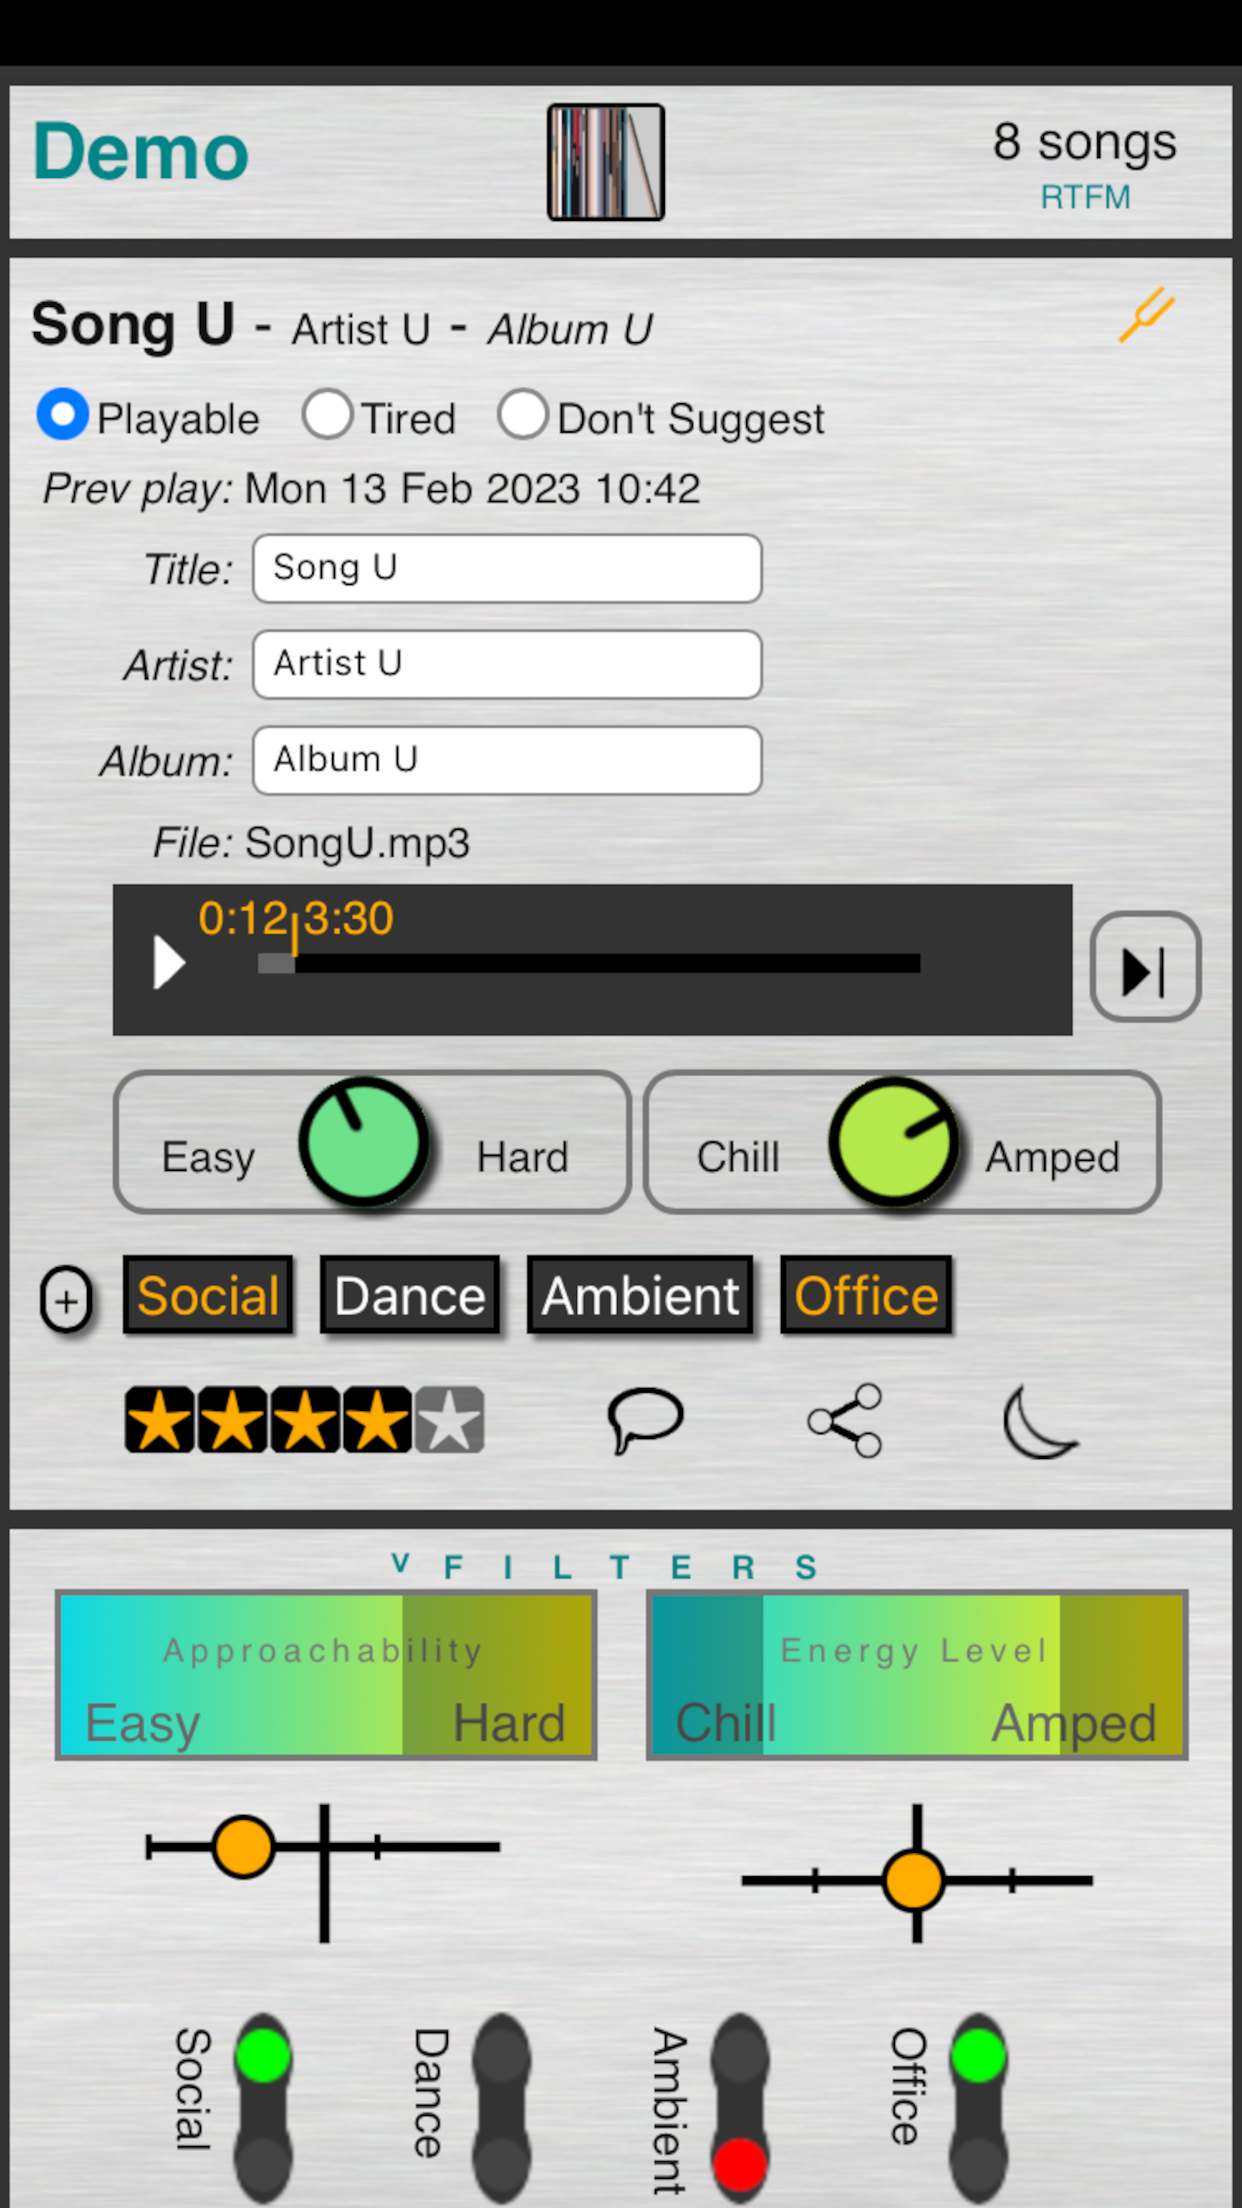 Demo
8 songs
RTFM
Song U - Artist U - Album U
Playable Tired Don't Suggest
Prev play: Mon 13 Feb 2023 10:42
Title: Song U
Artist: Artist U
Album: Album U
File: SongU.mp3
0:12 3:30
Easy Hard Chill Amped
+ Social Dance Ambient Office
V F I L T E R S
Approachability Energy Level
Easy Hard Chill Amped
Social Dance Ambient Office